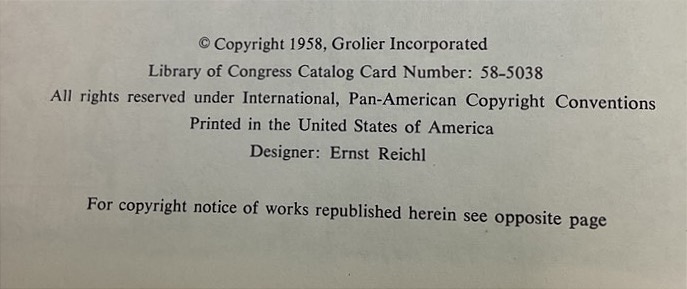 © Copyright 1958, Grolier Incorporated
Library of Congress Catalog Card Number: 58-5038
All rights reserved under International, Pan-American Copyright Conventions
Printed in the United States of America
Designer: Ernst Reichl
For copyright notice of works republished herein see opposite page